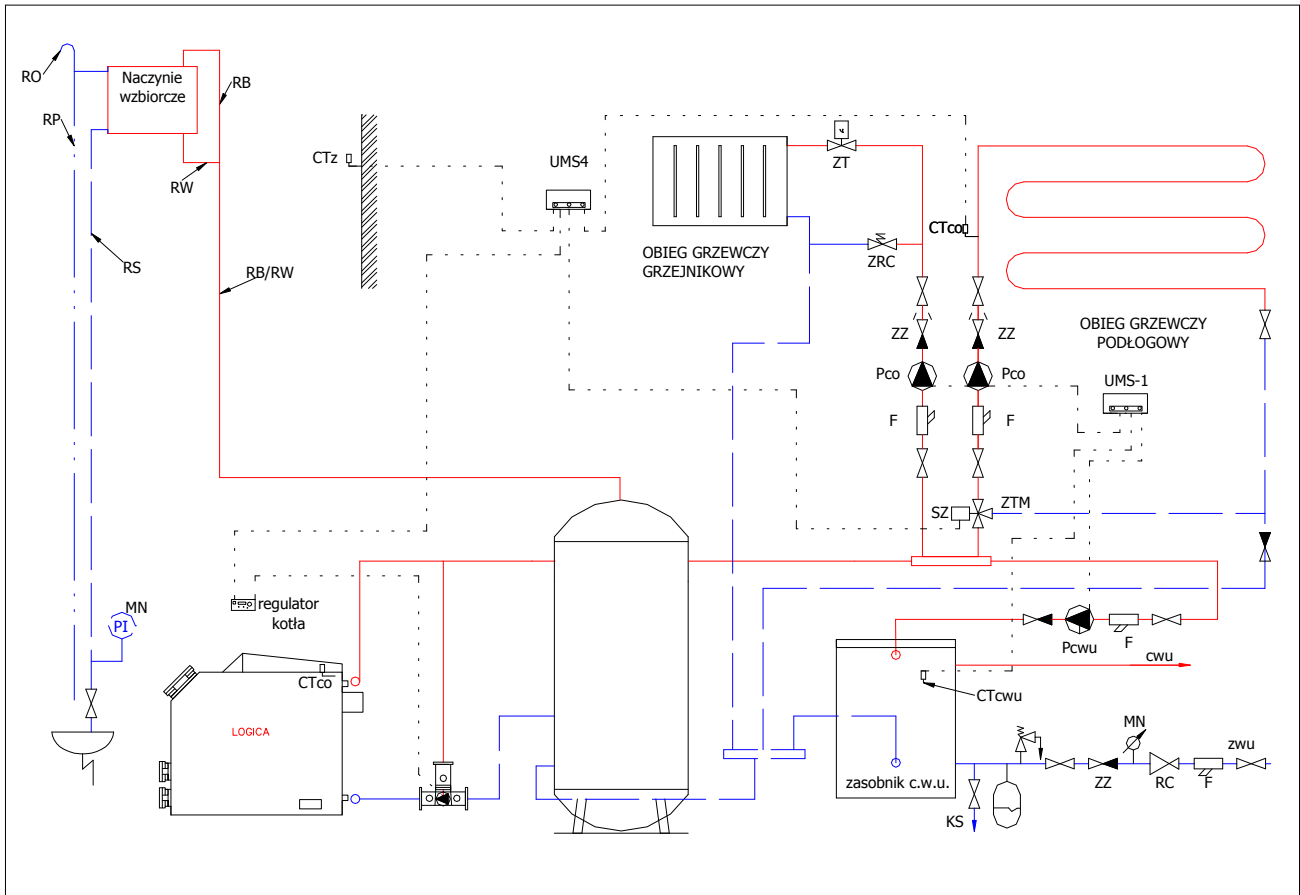 RO
Naczynie
wzbiorcze
RB
RP
RW
RS
RB/RW
CTz
UMS4
ZT
CTco
OBIEG GRZEWCZY
GRZEJNIKOWY
ZRC
ZZ
ZZ
OBIEG GRZEWCZY
PODŁOGOWY
Pco
Pco
UMS-1
F
F
SZ
ZTM
MN
PI
regulator
kotła
CTco
LOGICA
Pcwu
F
cwu
CTcwu
MN
zwu
zasobnik c.w.u.
ZZ
RC
F
KS